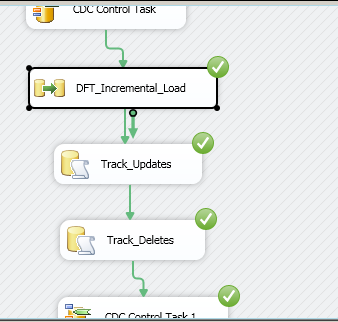 CDC Control Task
DFT_Incremental_Load
Track_Updates
Track_Deletes
CDC Control Task 1